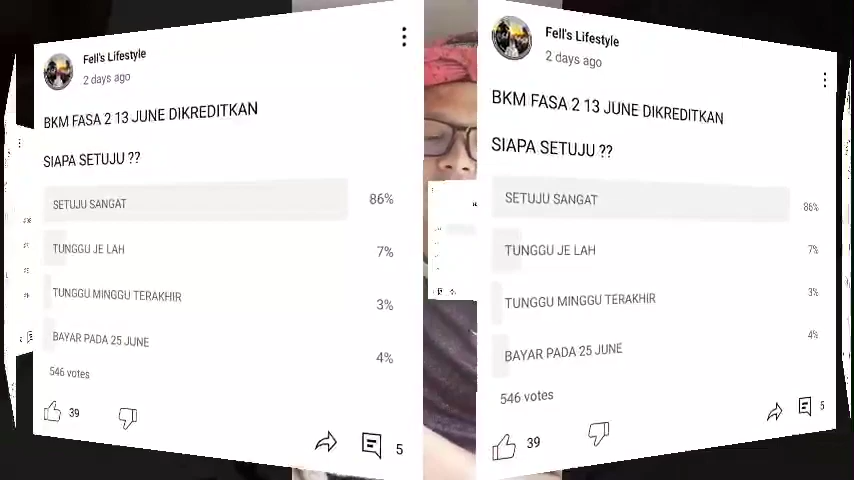 Fell's Lifestyle
2 days ago
BKM FASA 2 13 JUNE DIKREDITKAN
SIAPA SETUJU ??
SETUJU SANGAT 86%
TUNGGU JE LAH 7%
TUNGGU MINGGU TERAKHIR 3%
BAYAR PADA 25 JUNE 4%
546 votes
39
5
Fell's Lifestyle
2 days ago
BKM FASA 2 13 JUNE DIKREDITKAN
SIAPA SETUJU ??
SETUJU SANGAT 86%
TUNGGU JE LAH 7%
TUNGGU MINGGU TERAKHIR 3%
BAYAR PADA 25 JUNE 4%
546 votes
39
5